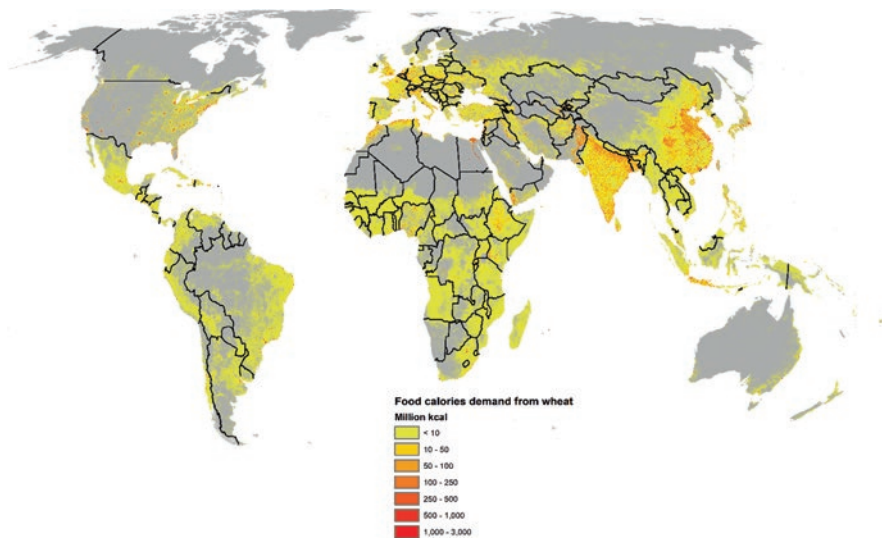 Food calories demand from wheat
Million kcal
< 10
10 - 50
50 - 100
100 - 250
250 - 500
500 - 1,000
1,000 - 3,000